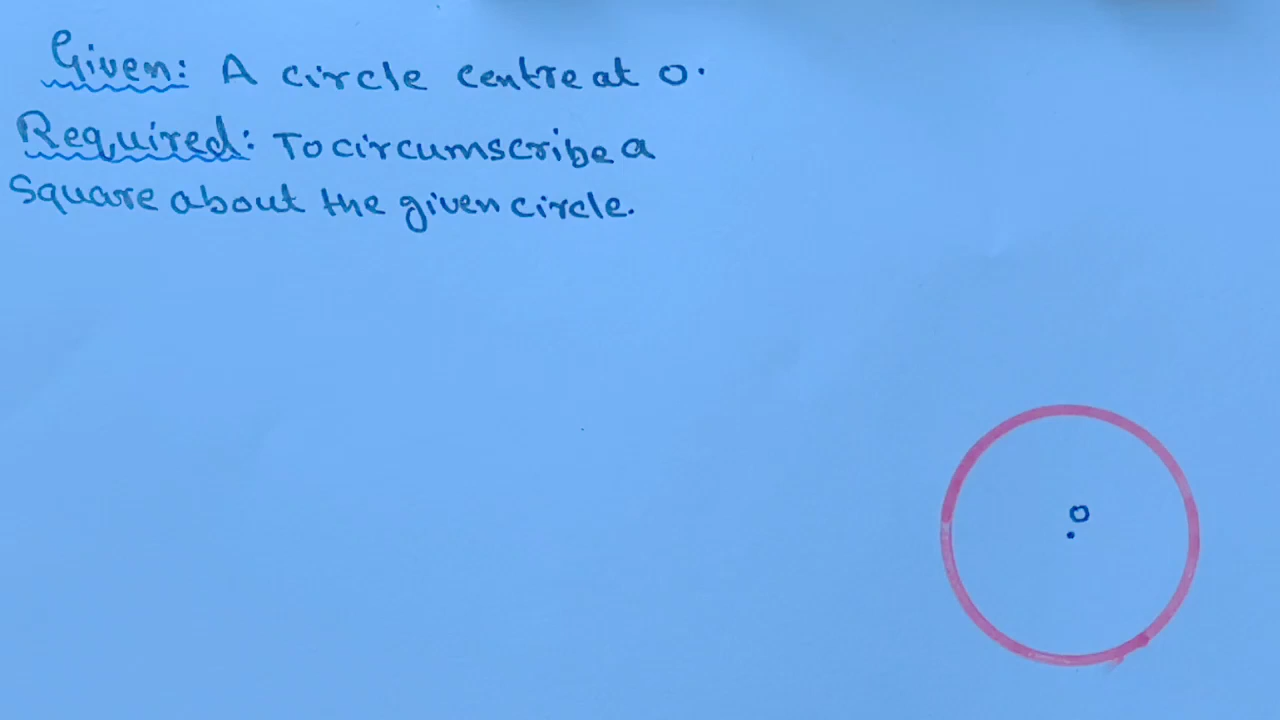 Given: A circle centre at O.
Required: To circumscribe a
Square about the given circle.
O